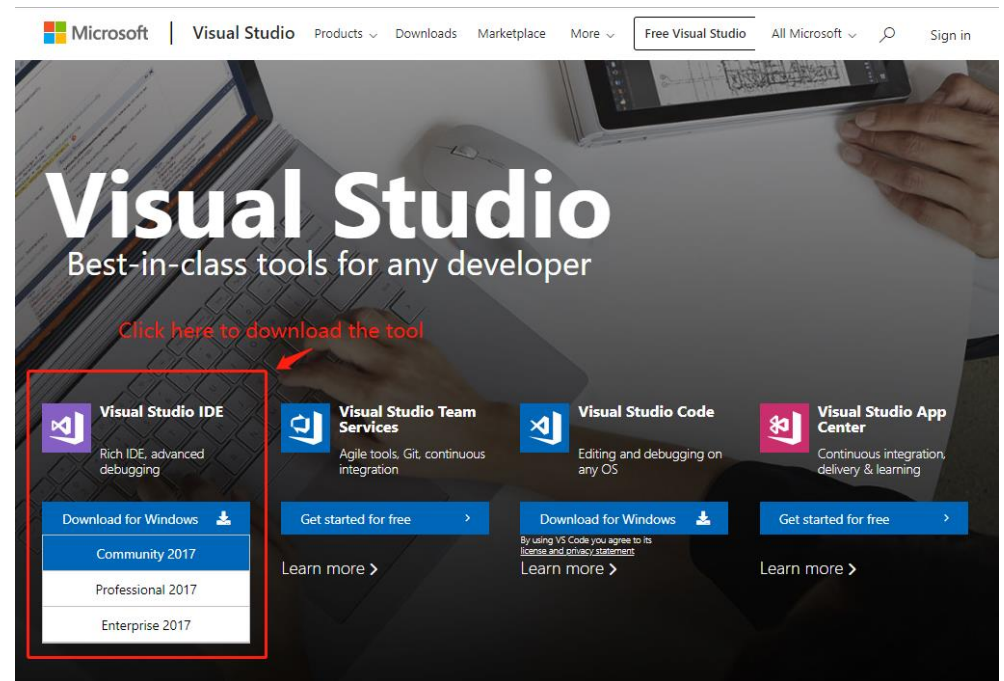 Microsoft | Visual Studio Products Downloads Marketplace More Free Visual Studio All Microsoft Sign in
Visual Studio
Best-in-class tools for any developer
Click here to download the tool
Visual Studio IDE
Rich IDE, advanced
debugging
Download for Windows
Community 2017
Professional 2017
Enterprise 2017
Visual Studio Team
Services
Agile tools, Git, continuous
integration
Get started for free
Learn more
Visual Studio Code
Editing and debugging on
any OS
Download for Windows
By using VS Code you agree to its
license and privacy statement
Learn more
Visual Studio App
Center
Continuous integration,
delivery & learning
Get started for free
Learn more